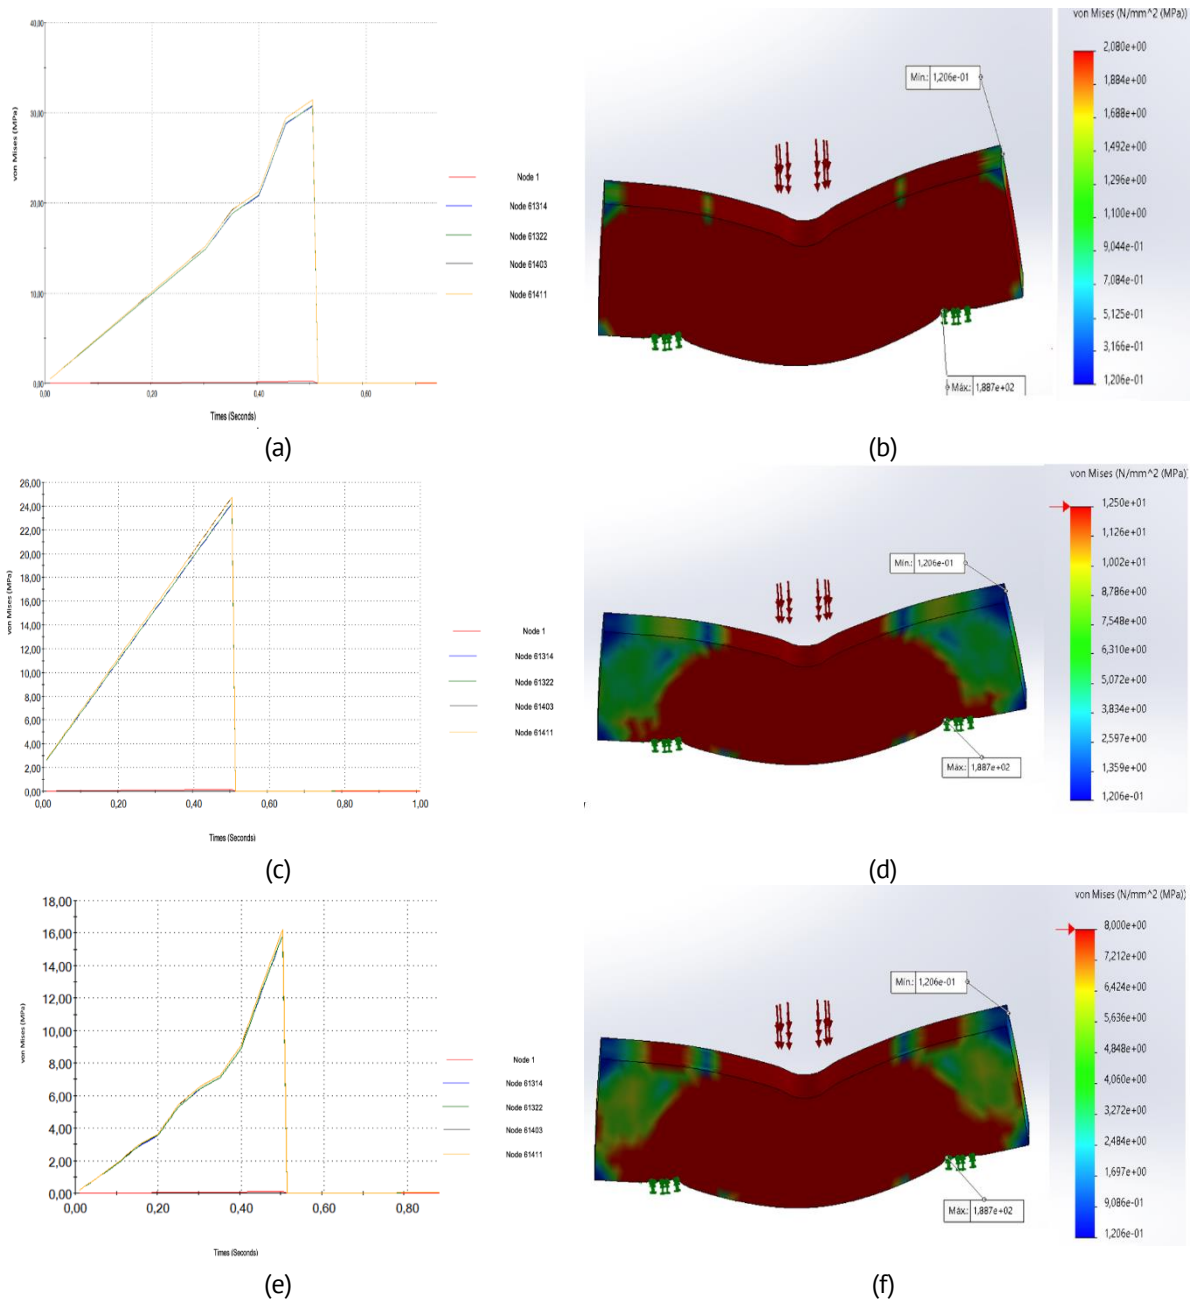 40,00
30,00
20,00
10,00
0,00
von Mises (MPa)
0,20
0,40
0,60
Times (Seconds)
Node 1
Node 61314
Node 61322
Node 61403
Node 61411
(a)
von Mises (N/mm^2 (MPa))
Mín.: 1,206e-01
Máx.: 1,887e+02
2,080e+00
1,884e+00
1,688e+00
1,492e+00
1,296e+00
1,100e+00
9,044e-01
7,084e-01
5,125e-01
3,166e-01
1,206e-01
(b)
26,00
24,00
22,00
20,00
18,00
16,00
14,00
12,00
10,00
8,00
6,00
4,00
2,00
0,00
von Mises (MPa)
0,00
0,20
0,40
0,60
0,80
1,00
Times (Seconds)
Node 1
Node 61314
Node 61322
Node 61403
Node 61411
(c)
von Mises (N/mm^2 (MPa))
Mín.: 1,206e-01
Máx.: 1,887e+02
1,250e+01
1,126e+01
1,002e+01
8,786e+00
7,548e+00
6,310e+00
5,072e+00
3,834e+00
2,597e+00
1,359e+00
1,206e-01
(d)
18,00
16,00
14,00
12,00
10,00
8,00
6,00
4,00
2,00
0,00
von Mises (MPa)
0,00
0,20
0,40
0,60
0,80
Times (Seconds)
Node 1
Node 61314
Node 61322
Node 61403
Node 61411
(e)
von Mises (N/mm^2 (MPa))
Mín.: 1,206e-01
Máx.: 1,887e+02
8,000e+00
7,212e+00
6,424e+00
5,636e+00
4,848e+00
4,060e+00
3,272e+00
2,484e+00
1,697e+00
9,086e-01
1,206e-01
(f)